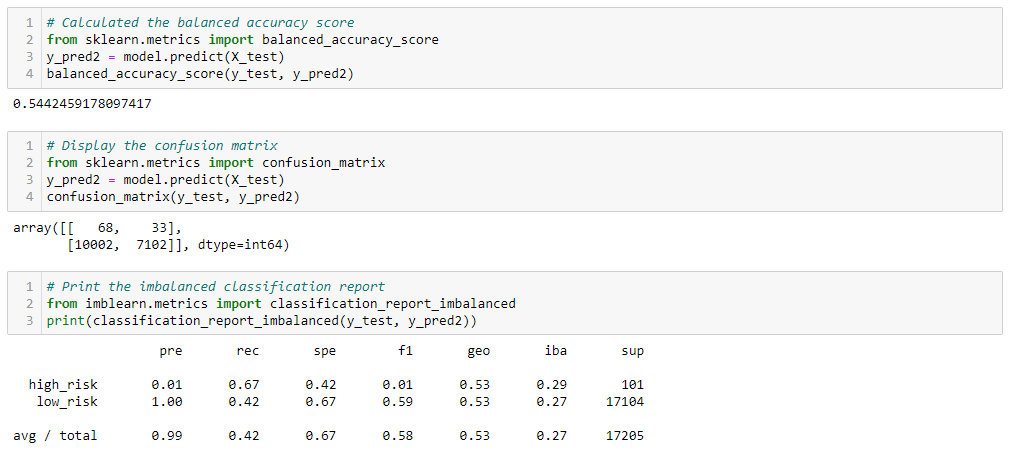 1 # Calculated the balanced accuracy score
2 from sklearn.metrics import balanced_accuracy_score
3 y_pred2 = model.predict(X_test)
4 balanced_accuracy_score(y_test, y_pred2)
0.5442459178097417
1 # Display the confusion matrix
2 from sklearn.metrics import confusion_matrix
3 y_pred2 = model.predict(X_test)
4 confusion_matrix(y_test, y_pred2)
array([[   68,    33],
       [10002,  7102]], dtype=int64)
1 # Print the imbalanced classification report
2 from imblearn.metrics import classification_report_imbalanced
3 print(classification_report_imbalanced(y_test, y_pred2))
pre rec spe f1 geo iba sup
high_risk 0.01 0.67 0.42 0.01 0.53 0.29 101
low_risk 1.00 0.42 0.67 0.59 0.53 0.27 17104
avg / total 0.99 0.42 0.67 0.58 0.53 0.27 17205